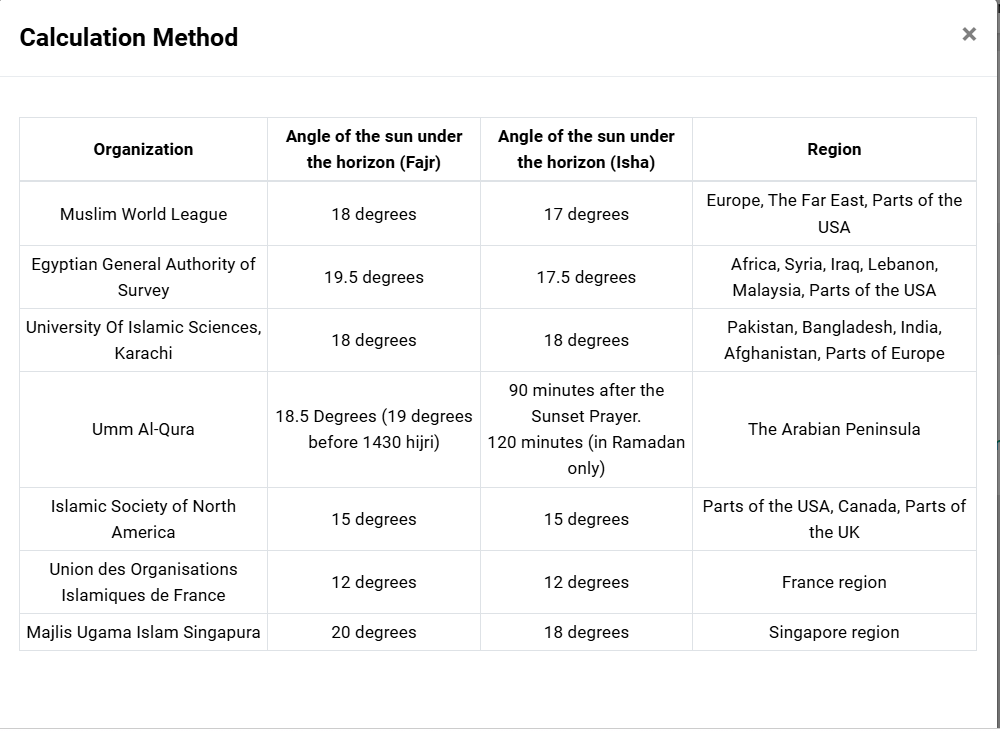 Calculation Method
×
Organization
Angle of the sun under
the horizon (Fajr)
Angle of the sun under
the horizon (Isha)
Region
Muslim World League
18 degrees
17 degrees
Europe, The Far East, Parts of the
USA
Egyptian General Authority of
Survey
19.5 degrees
17.5 degrees
Africa, Syria, Iraq, Lebanon,
Malaysia, Parts of the USA
University Of Islamic Sciences,
Karachi
18 degrees
18 degrees
Pakistan, Bangladesh, India,
Afghanistan, Parts of Europe
Umm Al-Qura
18.5 Degrees (19 degrees
before 1430 hijri)
90 minutes after the
Sunset Prayer.
120 minutes (in Ramadan
only)
The Arabian Peninsula
Islamic Society of North
America
15 degrees
15 degrees
Parts of the USA, Canada, Parts of
the UK
Union des Organisations
Islamiques de France
12 degrees
12 degrees
France region
Majlis Ugama Islam Singapura
20 degrees
18 degrees
Singapore region